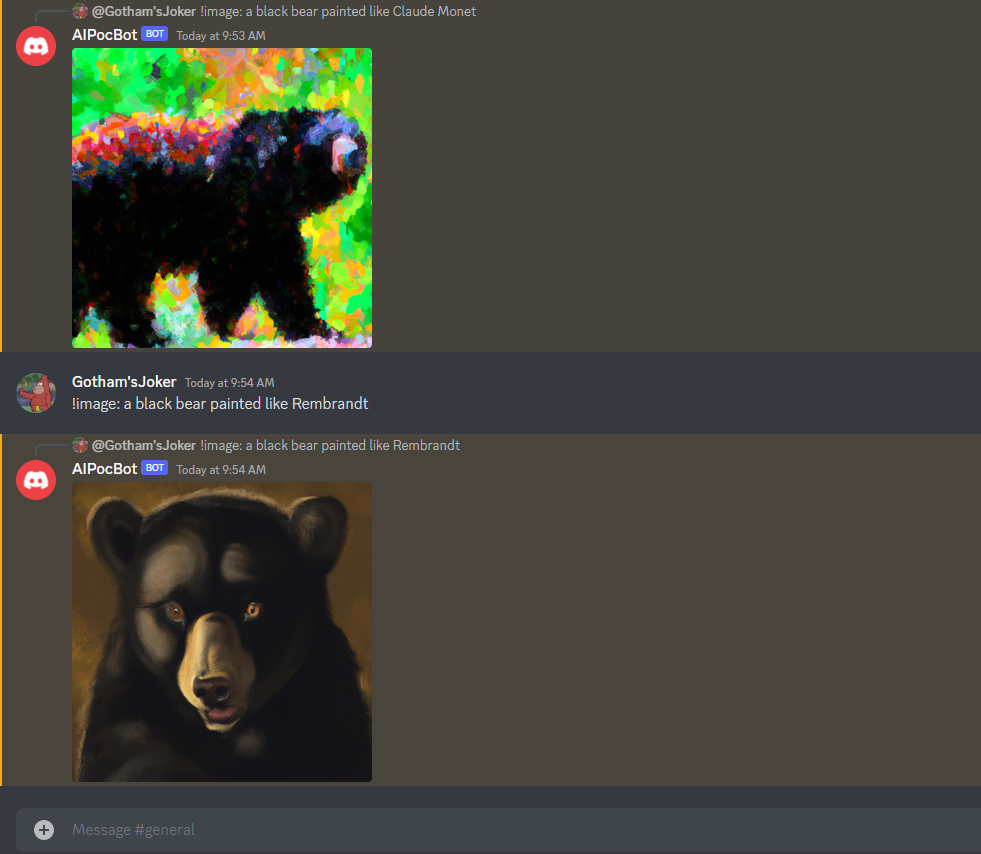 @Gotham'sJoker !image: a black bear painted like Claude Monet
AIPocBot BOT Today at 9:53 AM
Gotham'sJoker Today at 9:54 AM
!image: a black bear painted like Rembrandt
@Gotham'sJoker !image: a black bear painted like Rembrandt
AIPocBot BOT Today at 9:54 AM
Message #general